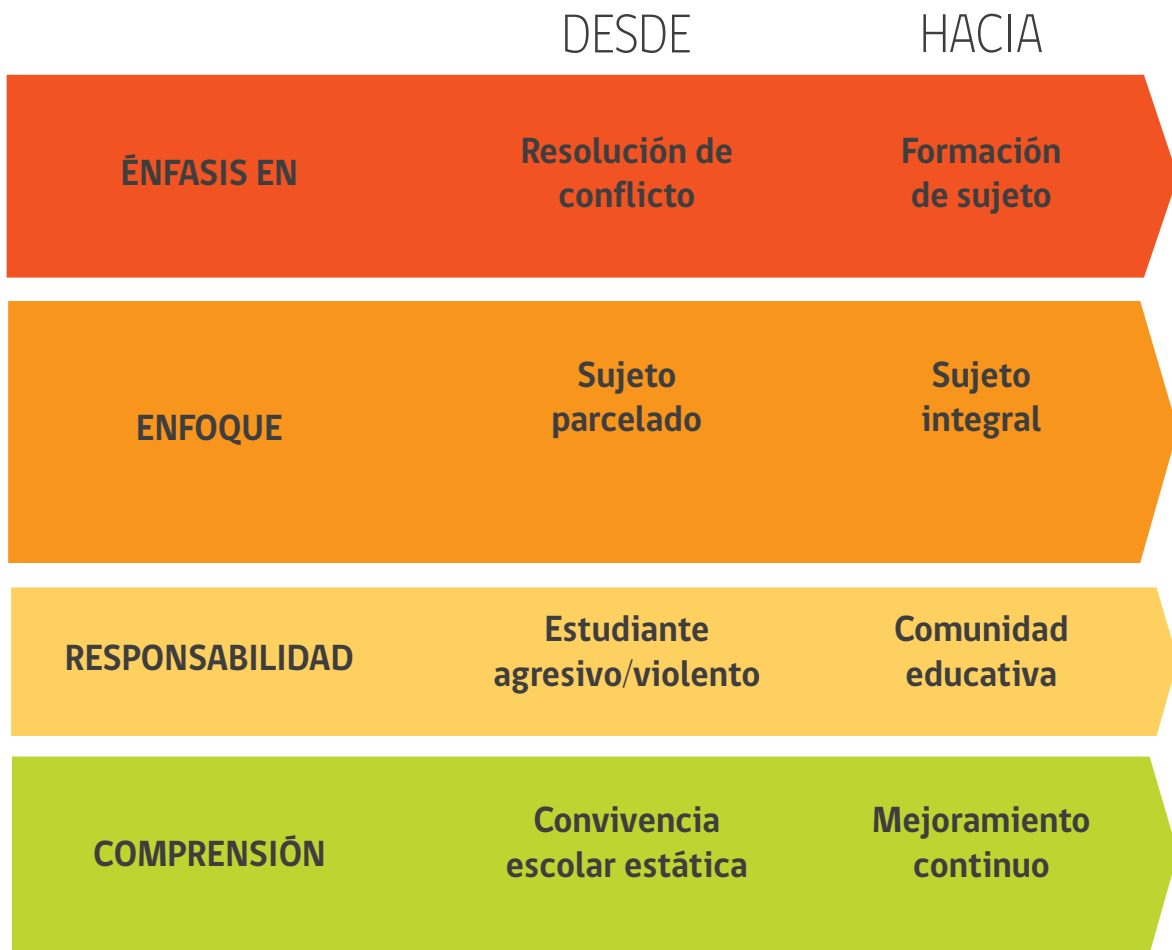 DESDE HACIA
ÉNFASIS EN
Resolución de
conflicto
Formación
de sujeto
ENFOQUE
Sujeto
parcelado
Sujeto
integral
RESPONSABILIDAD
Estudiante
agresivo/violento
Comunidad
educativa
COMPRENSIÓN
Convivencia
escolar estática
Mejoramiento
continuo